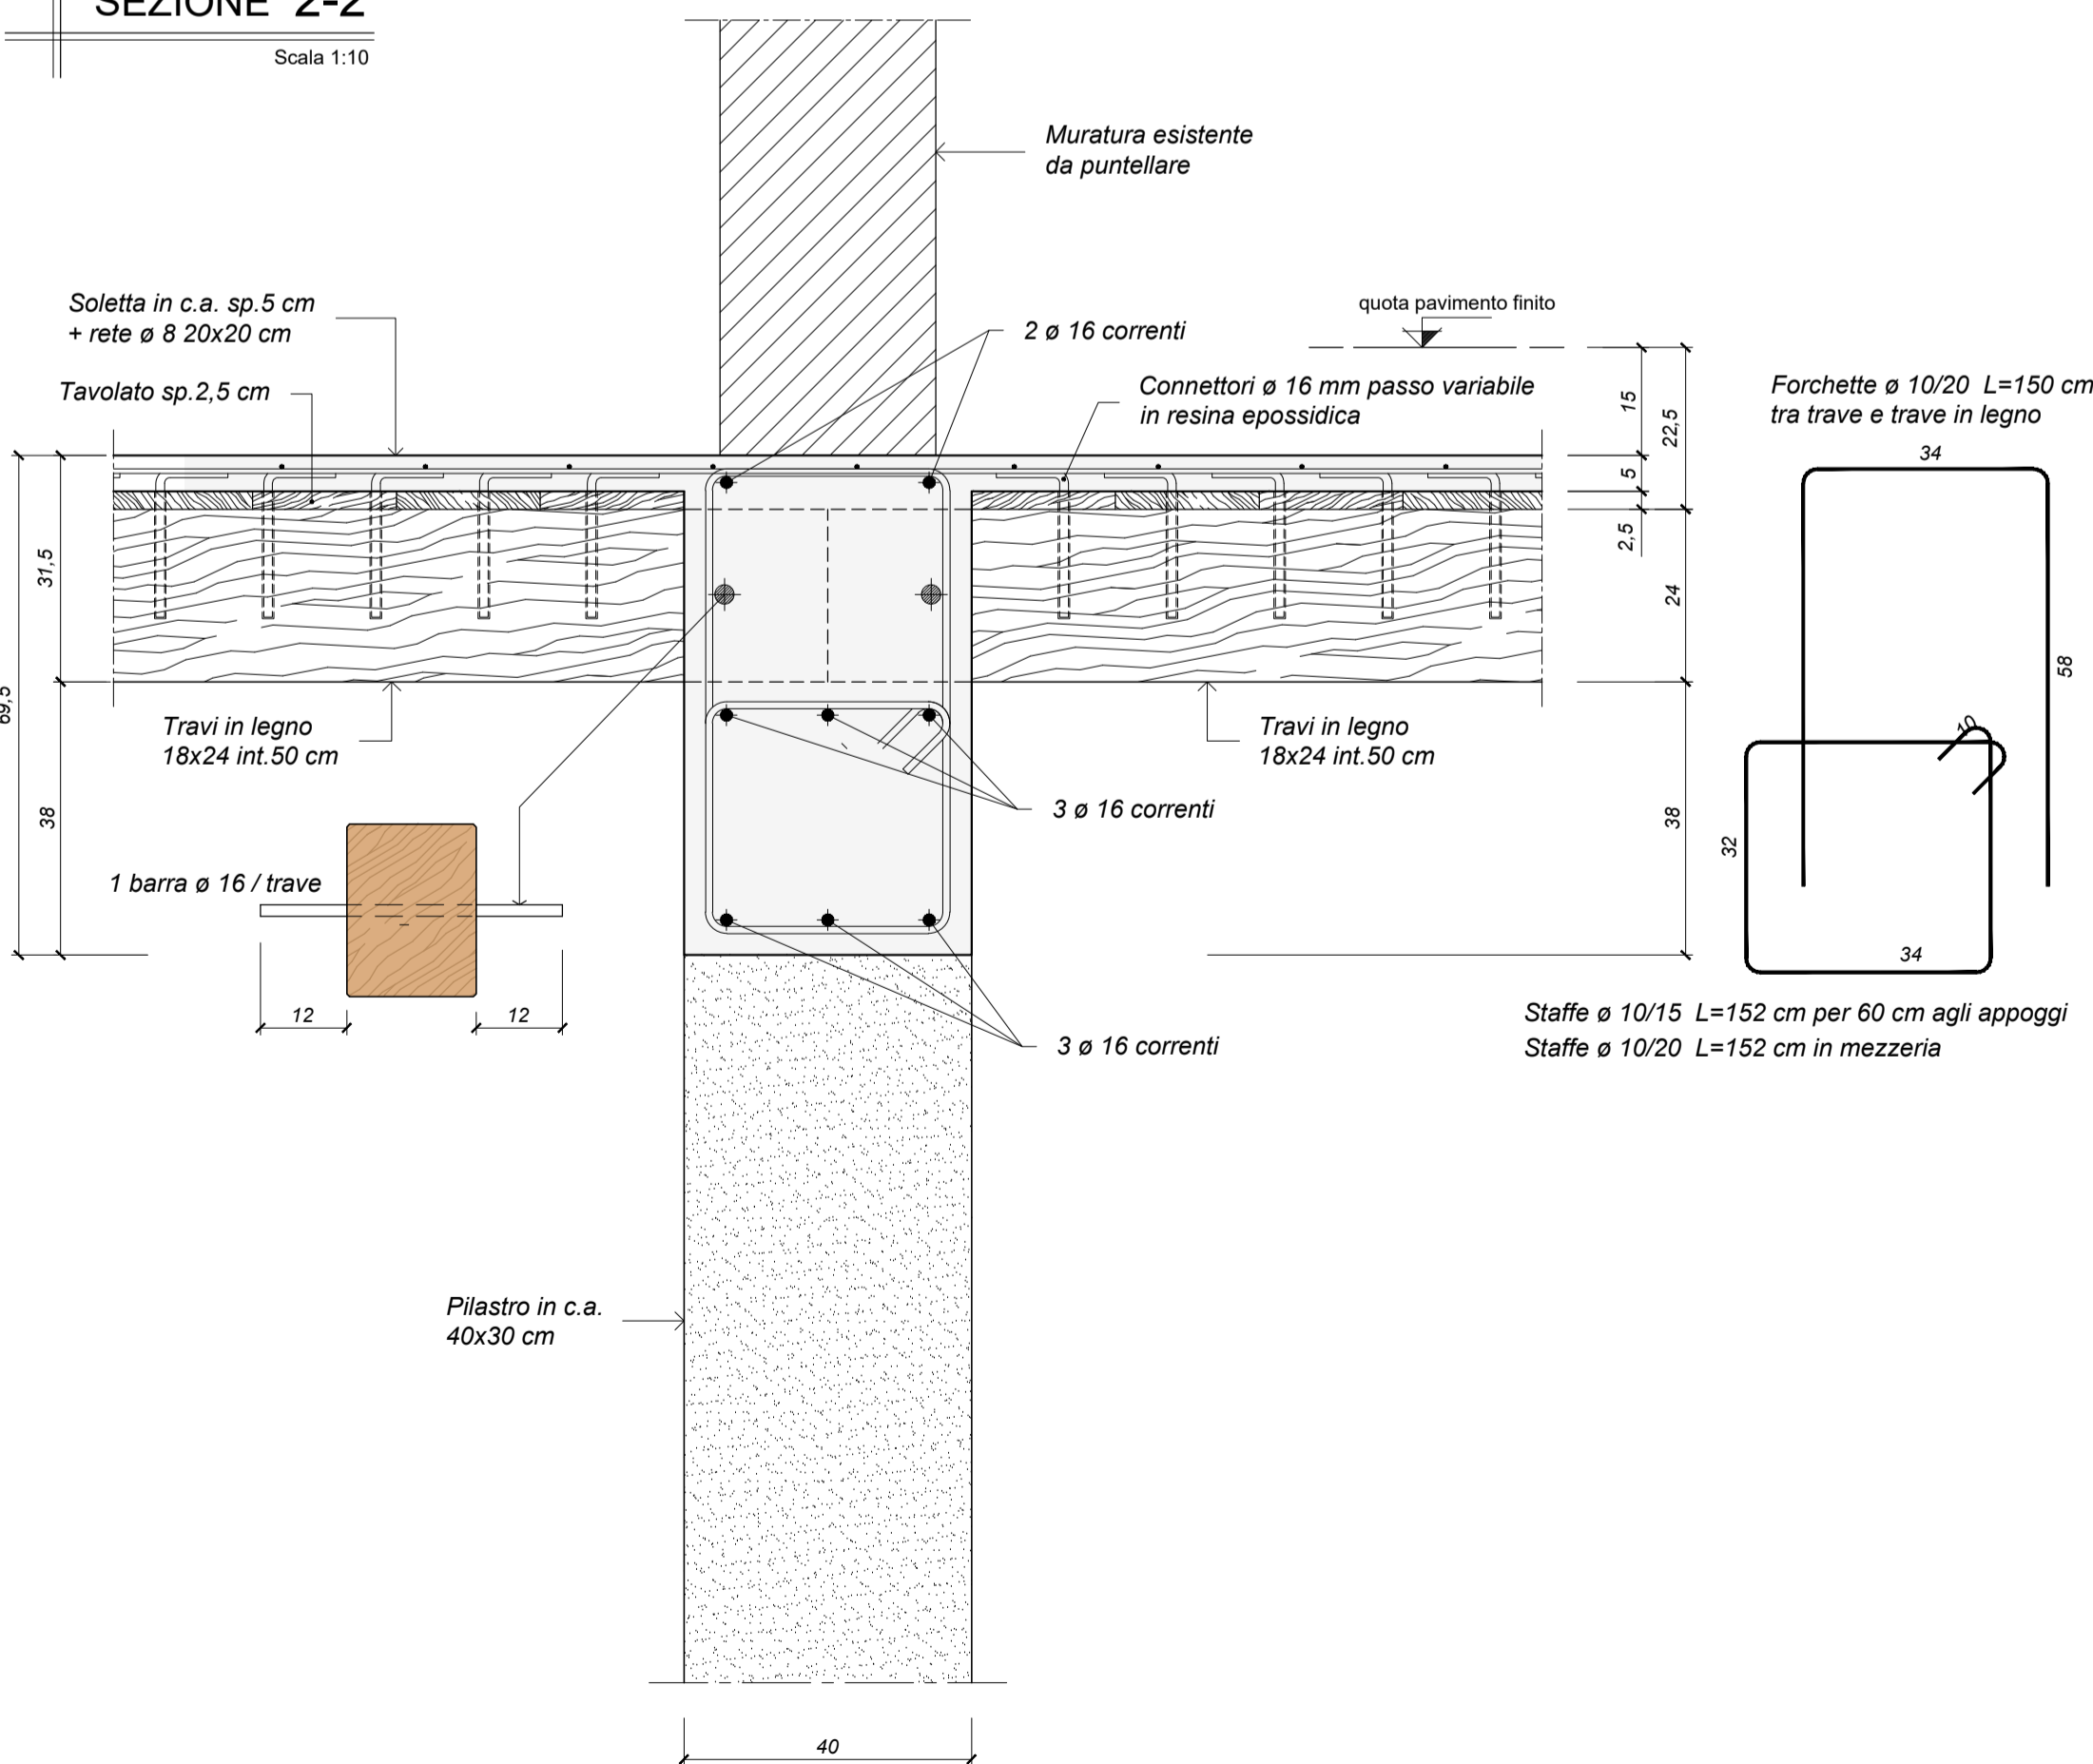 SEZIONE 2-2
Scala 1:10
Muratura esistente
da puntellare
Soletta in c.a. sp.5 cm
+ rete ø 8 20x20 cm
2 ø 16 correnti
quota pavimento finito
Tavolato sp.2,5 cm
Connettori ø 16 mm passo variabile
in resina epossidica
Forchette ø 10/20 L=150 cm
tra trave e trave in legno
15
22,5
5
2,5
24
38
34
58
31,5
69,5
38
Travi in legno
18x24 int.50 cm
Travi in legno
18x24 int.50 cm
10
32
34
3 ø 16 correnti
1 barra ø 16 / trave
12
12
3 ø 16 correnti
Staffe ø 10/15 L=152 cm per 60 cm agli appoggi
Staffe ø 10/20 L=152 cm in mezzeria
Pilastro in c.a.
40x30 cm
40